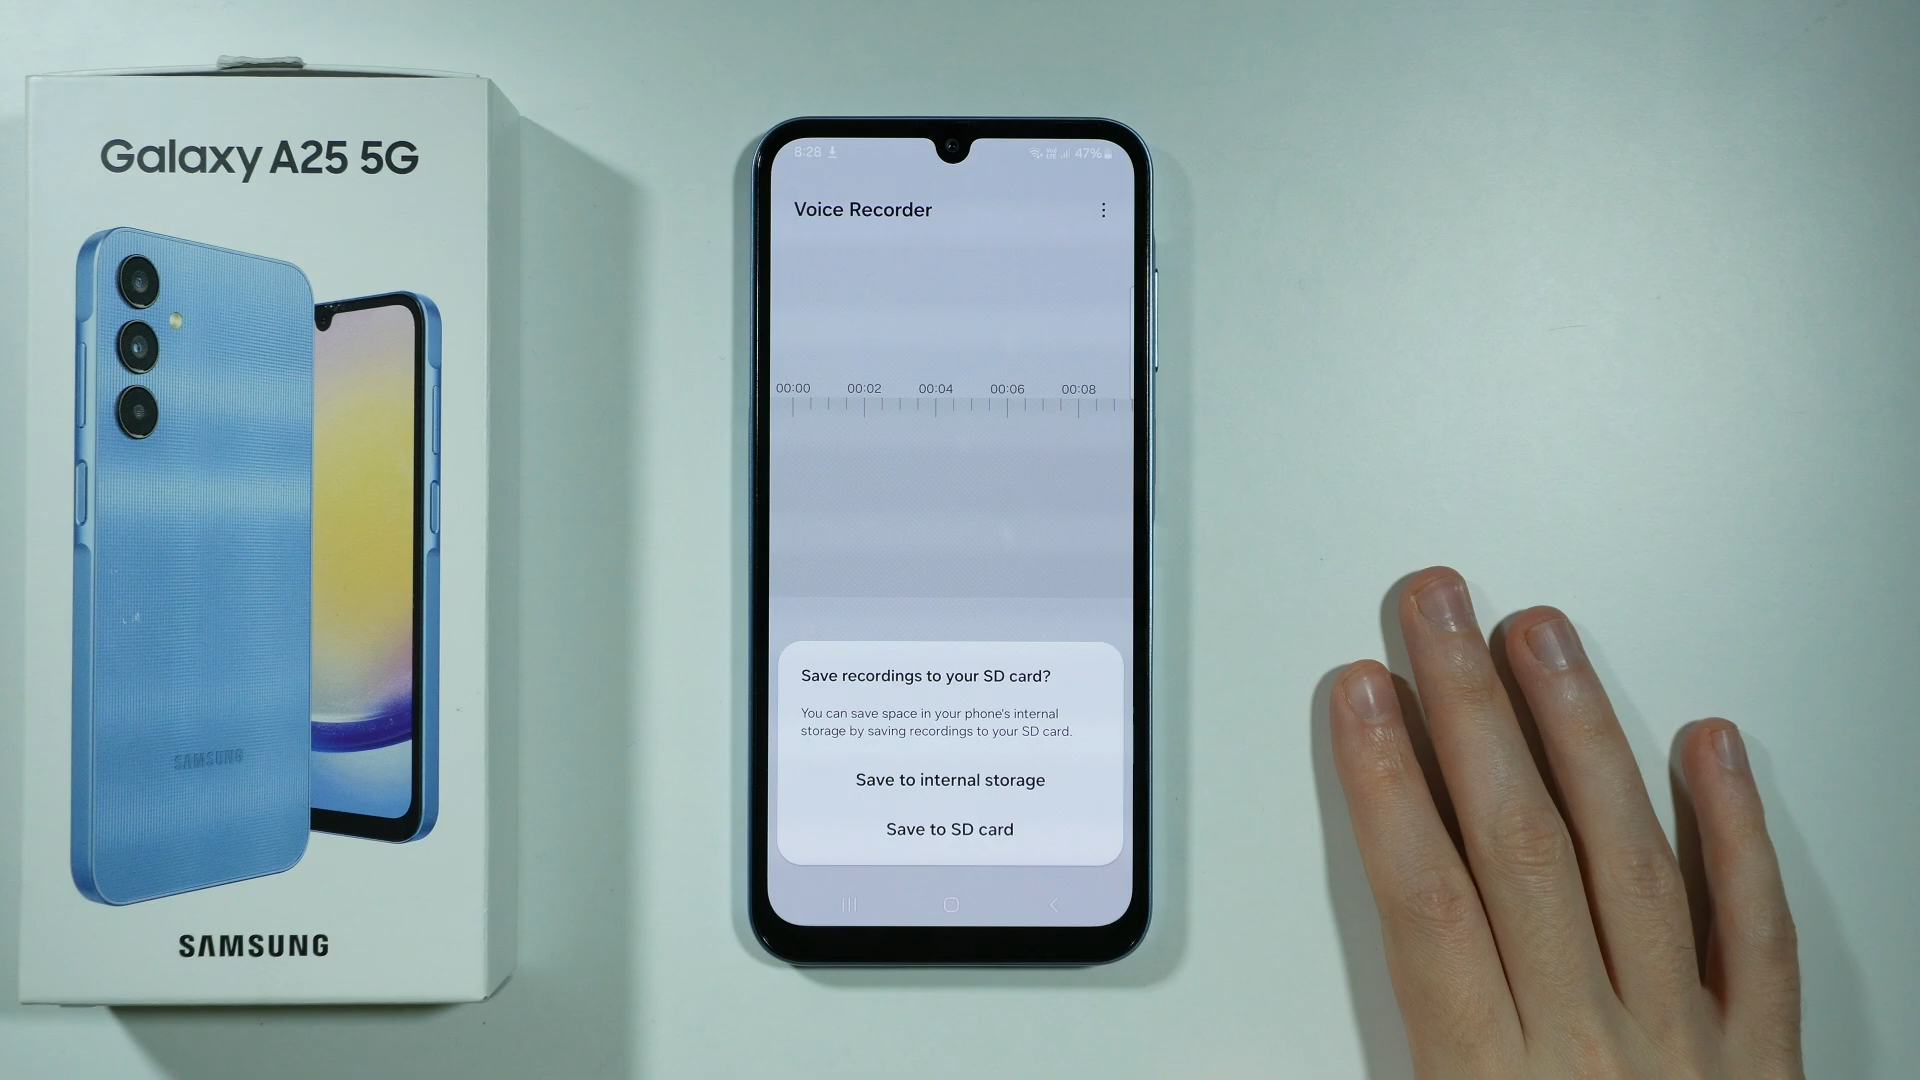 Galaxy A25 5G
SAMSUNG
SAMSUNG
8:28
47%
Voice Recorder
00:00 00:02 00:04 00:06 00:08
Save recordings to your SD card?
You can save space in your phone's internal
storage by saving recordings to your SD card.
Save to internal storage
Save to SD card